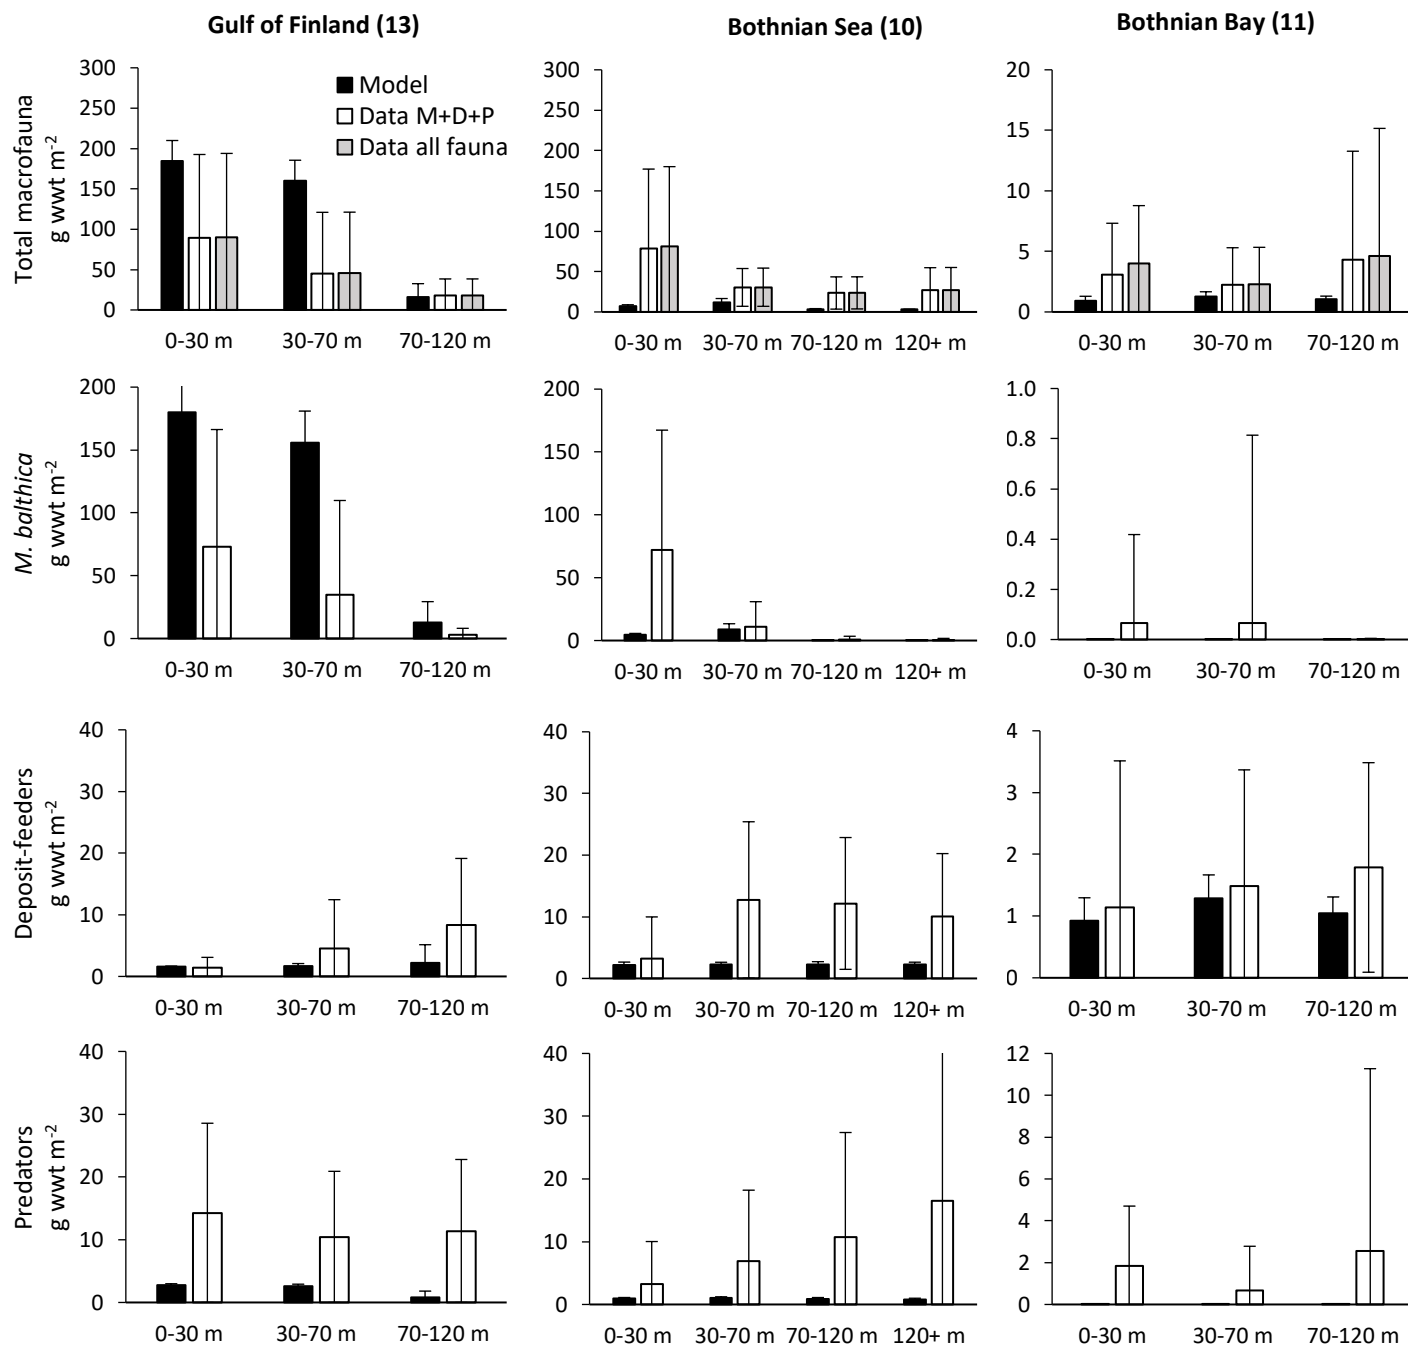 Gulf of Finland (13)
Bothnian Sea (10)
Bothnian Bay (11)
Total macrofauna
g wwt m-2
300
250
200
150
100
50
0
Model
Data M+D+P
Data all fauna
0-30 m 30-70 m 70-120 m
300
250
200
150
100
50
0
0-30 m 30-70 m 70-120 m 120+ m
20
15
10
5
0
0-30 m 30-70 m 70-120 m
M. balthica
g wwt m-2
200
150
100
50
0
0-30 m 30-70 m 70-120 m
200
150
100
50
0
0-30 m 30-70 m 70-120 m 120+ m
1.0
0.8
0.6
0.4
0.2
0.0
0-30 m 30-70 m 70-120 m
Deposit-feeders
g wwt m-2
40
30
20
10
0
0-30 m 30-70 m 70-120 m
40
30
20
10
0
0-30 m 30-70 m 70-120 m 120+ m
4
3
2
1
0
0-30 m 30-70 m 70-120 m
Predators
g wwt m-2
40
30
20
10
0
0-30 m 30-70 m 70-120 m
40
30
20
10
0
0-30 m 30-70 m 70-120 m 120+ m
12
10
8
6
4
2
0
0-30 m 30-70 m 70-120 m